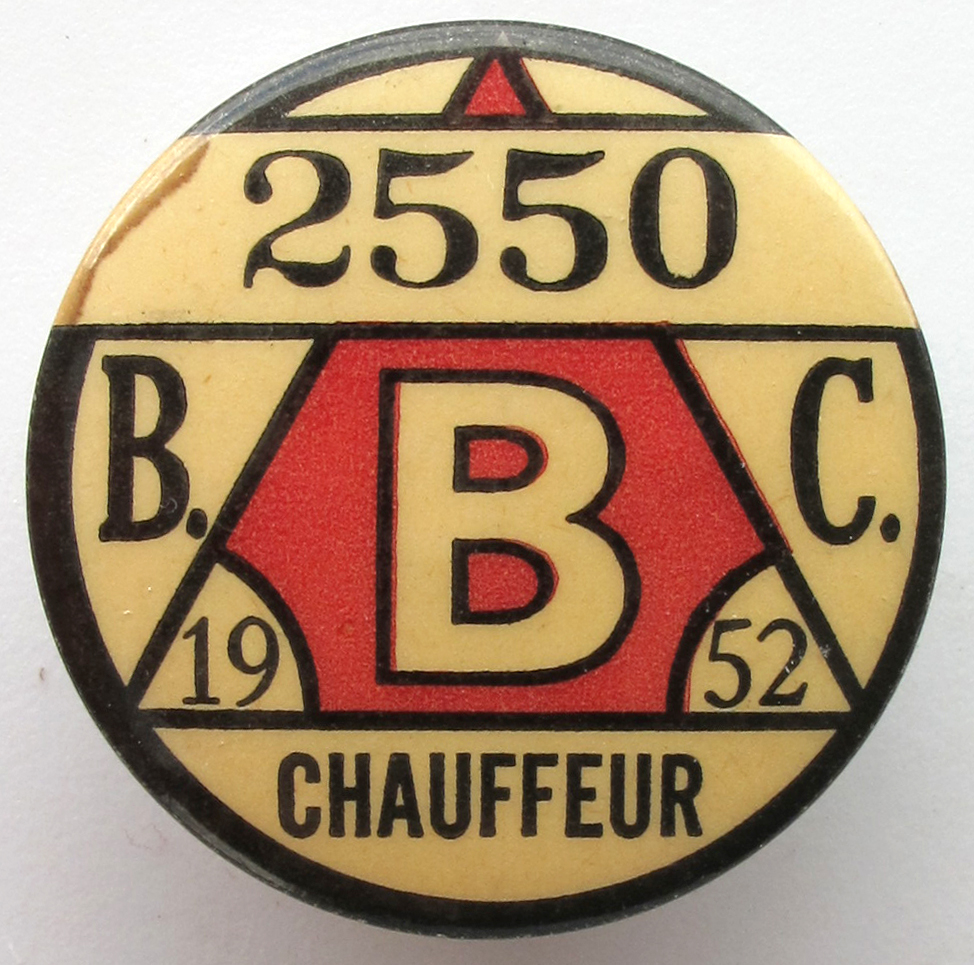 2550
B. B C.
19 52
CHAUFFEUR